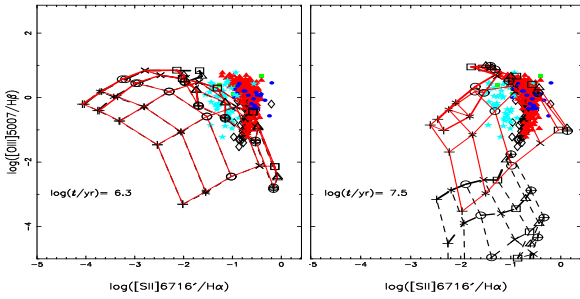 log([OIII]5007/Hβ)
2
0
−2
−4
log(t/yr)= 6.3
log(t/yr)= 7.5
−5 −4 −3 −2 −1 0
−5 −4 −3 −2 −1 0
log([SII]6716'/Hα)
log([SII]6716'/Hα)